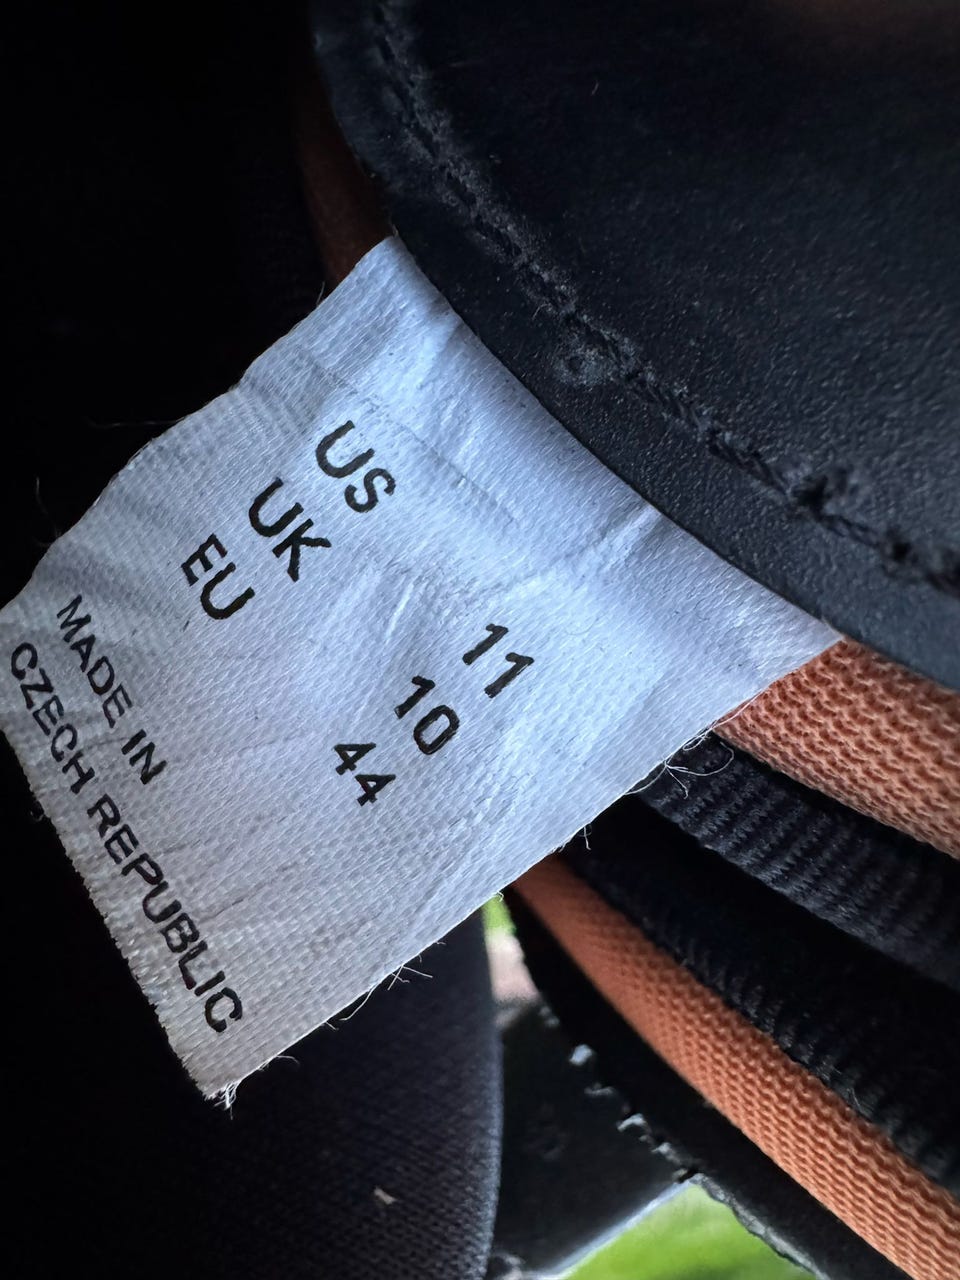 US 11
UK 10
EU 44
MADE IN
CZECH REPUBLIC